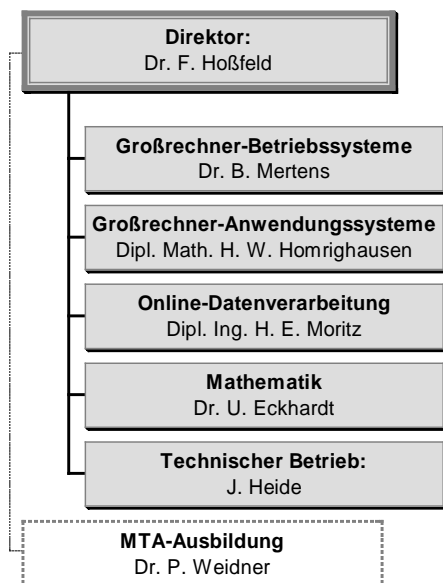 Direktor:
Dr. F. Hoßfeld
Großrechner-Betriebssysteme
Dr. B. Mertens
Großrechner-Anwendungssysteme
Dipl. Math. H. W. Homrighausen
Online-Datenverarbeitung
Dipl. Ing. H. E. Moritz
Mathematik
Dr. U. Eckhardt
Technischer Betrieb:
J. Heide
MTA-Ausbildung
Dr. P. Weidner